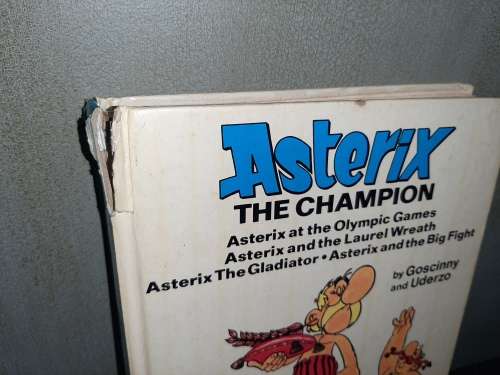 Asterix
THE CHAMPION
Asterix at the Olympic Games
Asterix and the Laurel Wreath
Asterix The Gladiator • Asterix and the Big Fight
by Goscinny
and Uderzo